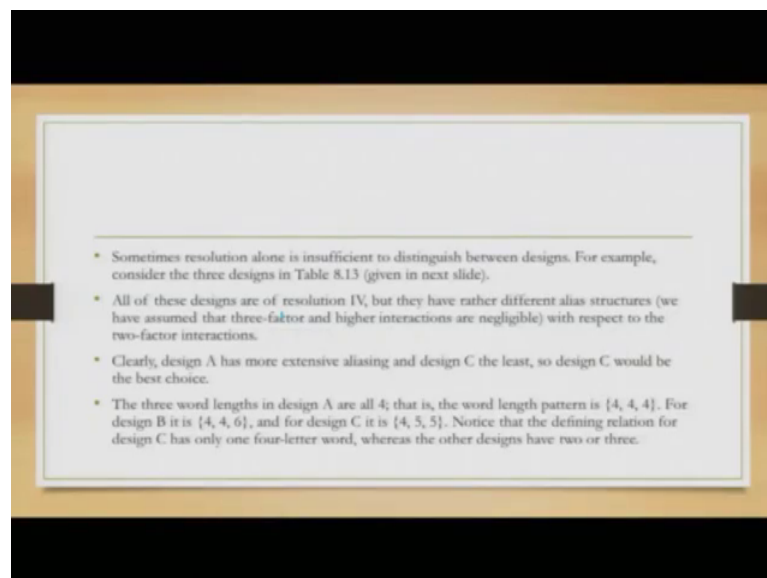 • Sometimes resolution alone is insufficient to distinguish between designs. For example,
consider the three designs in Table 8.13 (given in next slide).
• All of these designs are of resolution IV, but they have rather different alias structures (we
have assumed that three-factor and higher interactions are negligible) with respect to the
two-factor interactions.
• Clearly, design A has more extensive aliasing and design C the least, so design C would be
the best choice.
• The three word lengths in design A are all 4; that is, the word length pattern is {4, 4, 4}. For
design B it is {4, 4, 6}, and for design C it is {4, 5, 5}. Notice that the defining relation for
design C has only one four-letter word, whereas the other designs have two or three.